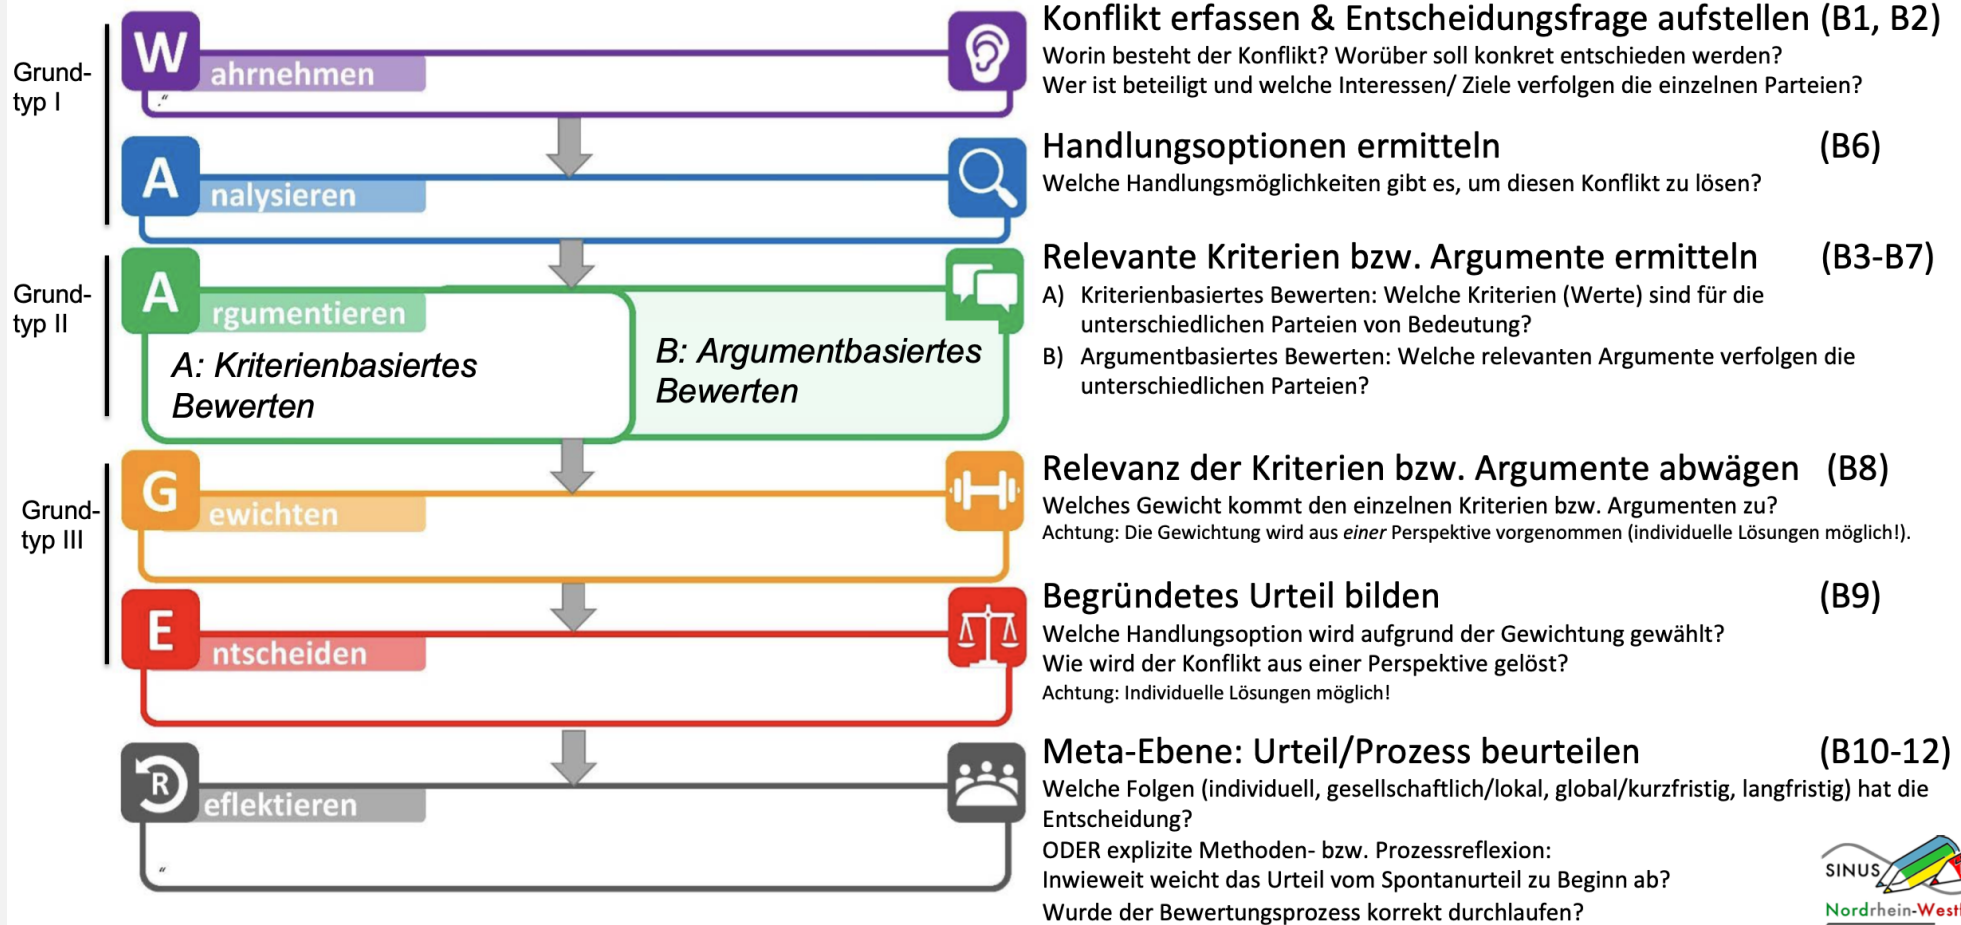 Grund-
typ I
W
ahrnehmen
."
Konflikt erfassen & Entscheidungsfrage aufstellen (B1, B2)
Worin besteht der Konflikt? Worüber soll konkret entschieden werden?
Wer ist beteiligt und welche Interessen/ Ziele verfolgen die einzelnen Parteien?
A
nalysieren
Handlungsoptionen ermitteln (B6)
Welche Handlungsmöglichkeiten gibt es, um diesen Konflikt zu lösen?
Grund-
typ II
A
rgumentieren
A: Kriterienbasiertes
Bewerten
B: Argumentbasiertes
Bewerten
Relevante Kriterien bzw. Argumente ermitteln (B3-B7)
A) Kriterienbasiertes Bewerten: Welche Kriterien (Werte) sind für die
unterschiedlichen Parteien von Bedeutung?
B) Argumentbasiertes Bewerten: Welche relevanten Argumente verfolgen die
unterschiedlichen Parteien?
Grund-
typ III
G
ewichten
Relevanz der Kriterien bzw. Argumente abwägen (B8)
Welches Gewicht kommt den einzelnen Kriterien bzw. Argumenten zu?
Achtung: Die Gewichtung wird aus einer Perspektive vorgenommen (individuelle Lösungen möglich!).
E
ntscheiden
Begründetes Urteil bilden (B9)
Welche Handlungsoption wird aufgrund der Gewichtung gewählt?
Wie wird der Konflikt aus einer Perspektive gelöst?
Achtung: Individuelle Lösungen möglich!
R
eflektieren
"
Meta-Ebene: Urteil/Prozess beurteilen (B10-12)
Welche Folgen (individuell, gesellschaftlich/lokal, global/kurzfristig, langfristig) hat die
Entscheidung?
ODER explizite Methoden- bzw. Prozessreflexion:
Inwieweit weicht das Urteil vom Spontanurteil zu Beginn ab?
Wurde der Bewertungsprozess korrekt durchlaufen?
SINUS
Nordrhein-Westf